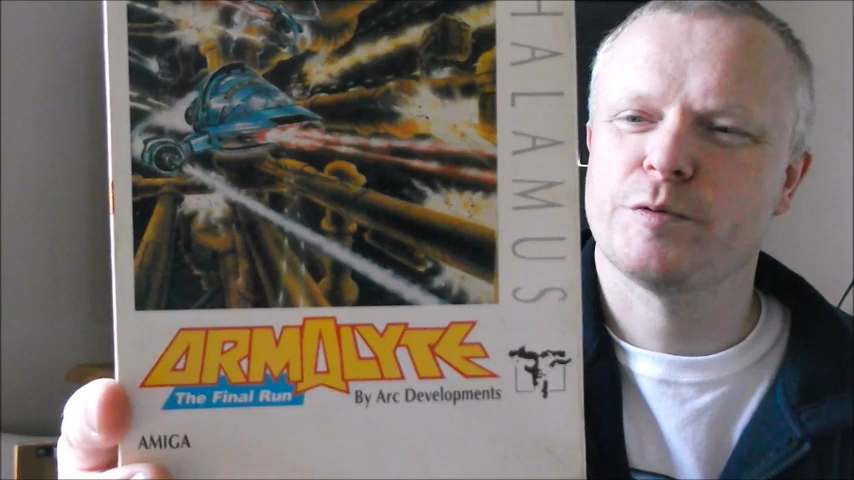 HALAMUS
ARMALYTE
The Final Run
By Arc Developments
AMIGA